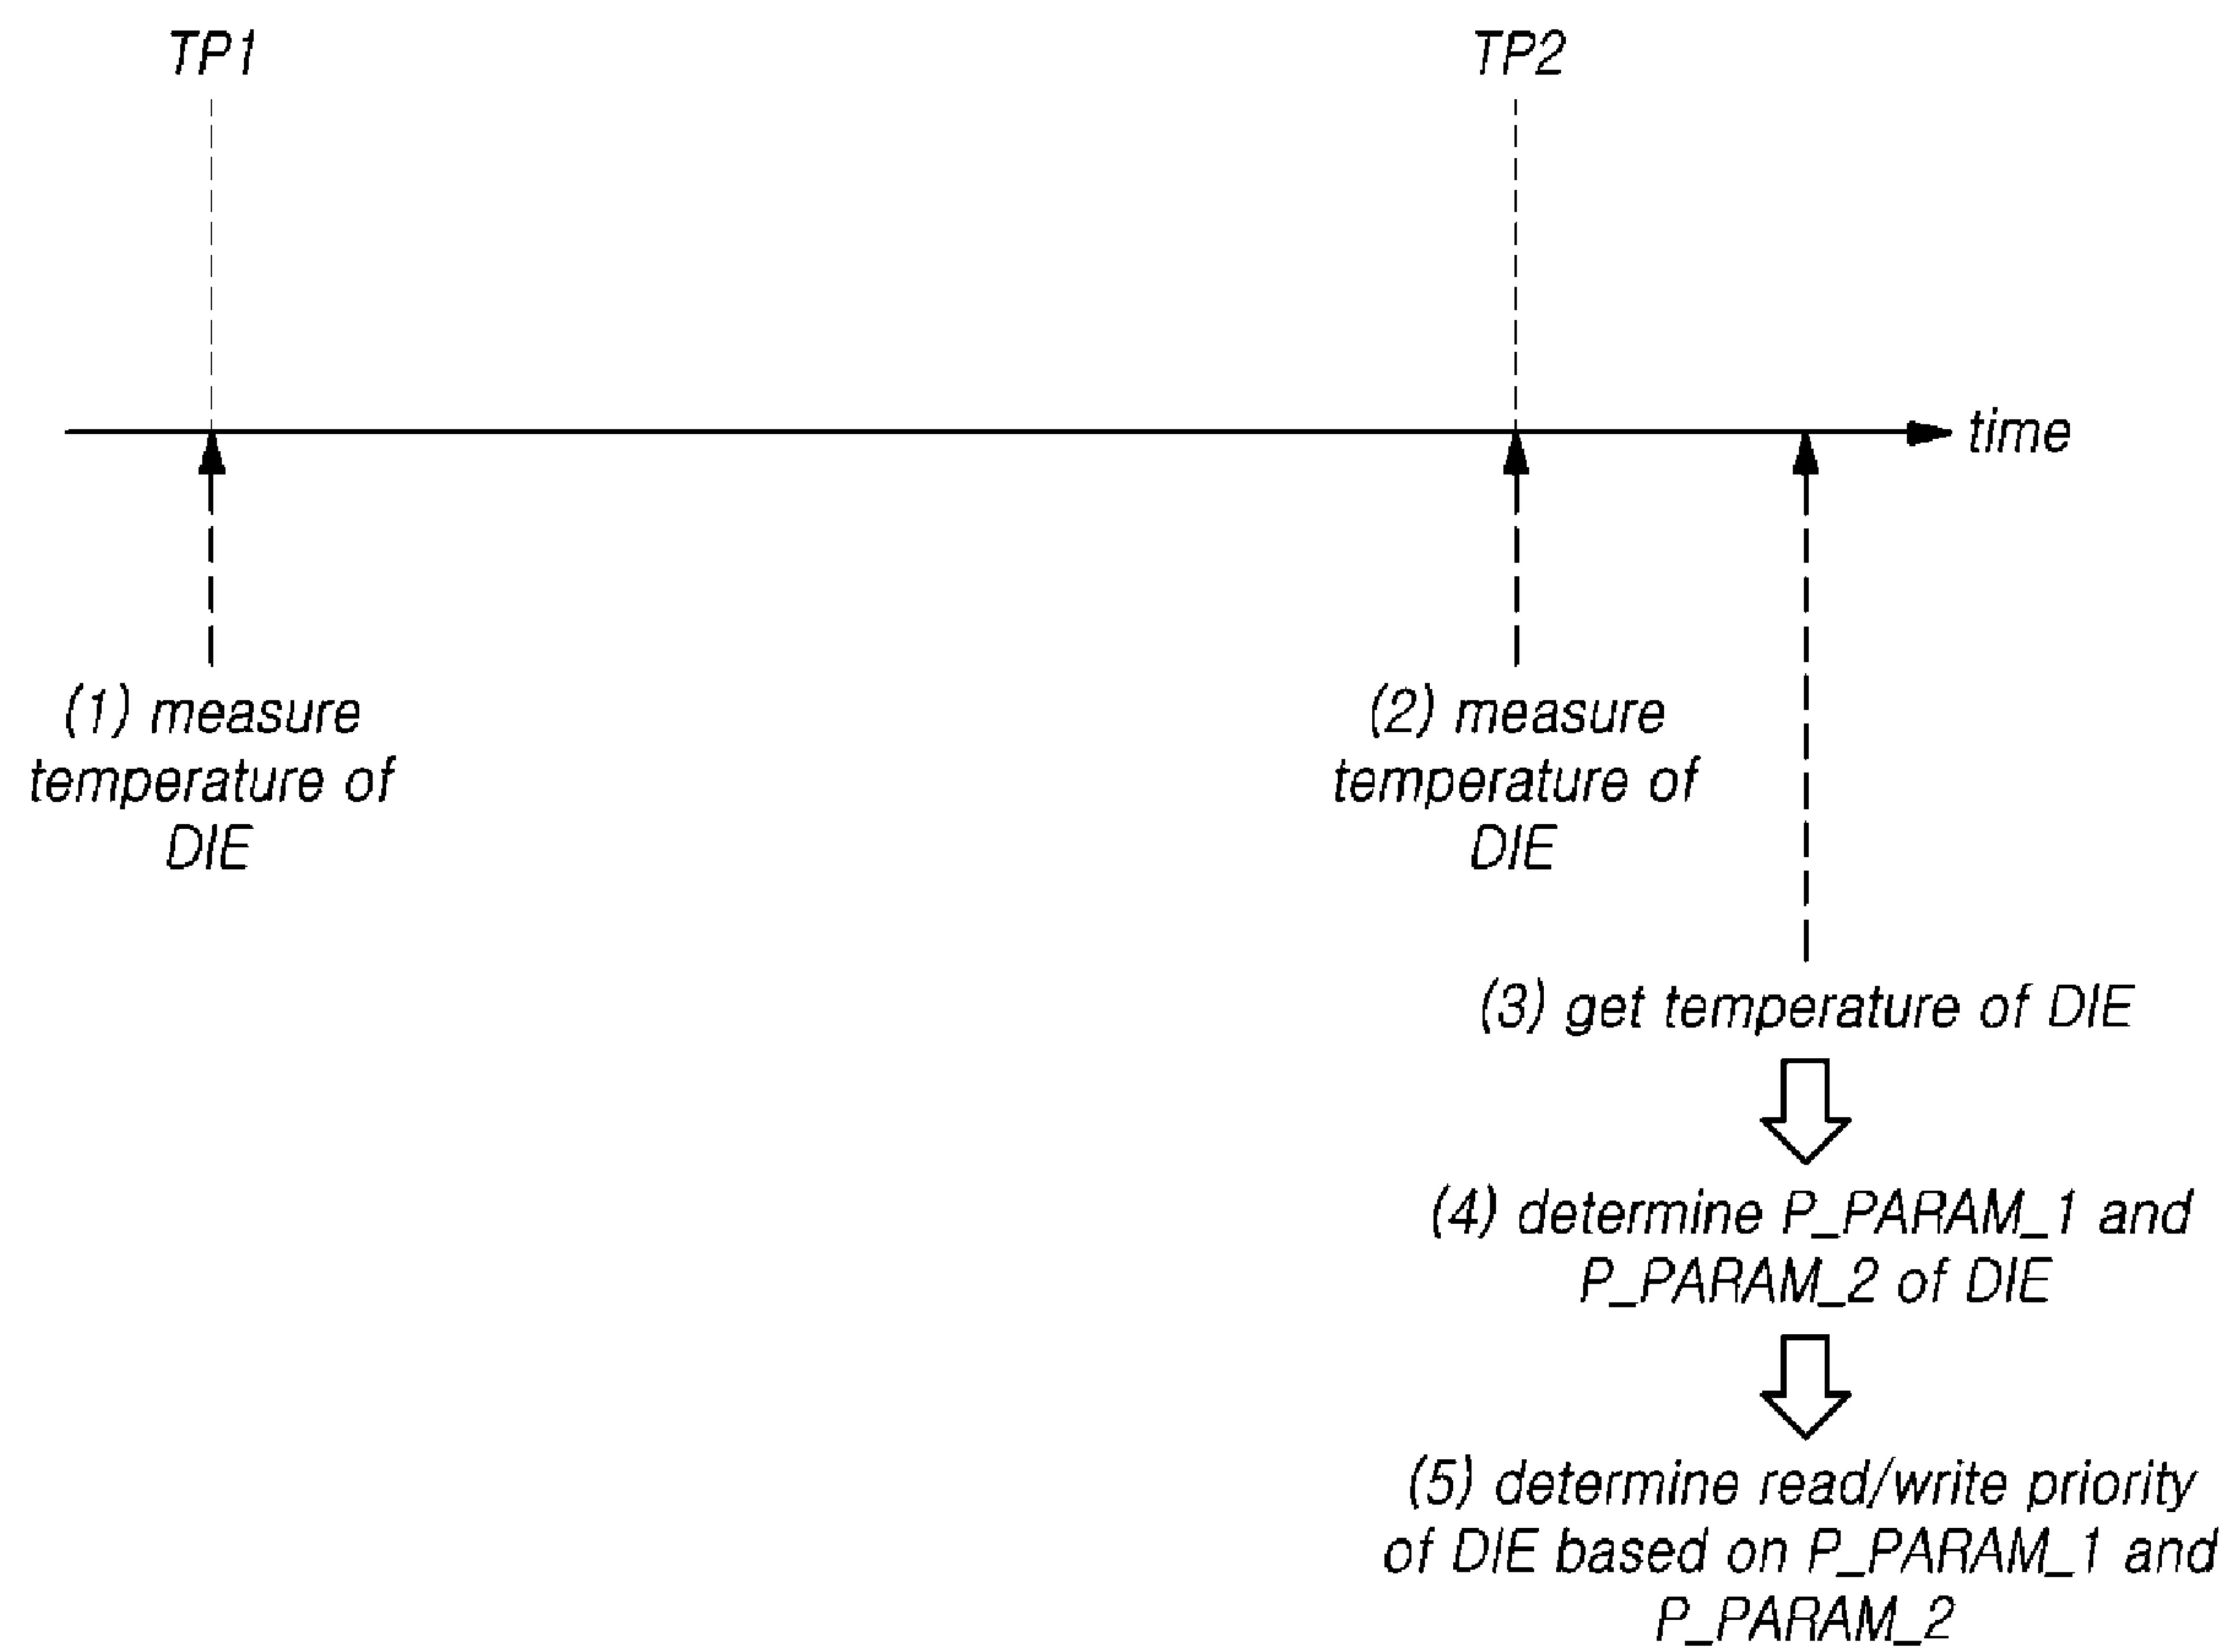 TP1
TP2
time
(1) measure
temperature of
DIE
(2) measure
temperature of
DIE
(3) get temperature of DIE
(4) determine P_PARAM_1 and
P_PARAM_2 of DIE
(5) determine read/write priority
of DIE based on P_PARAM_1 and
P_PARAM_2